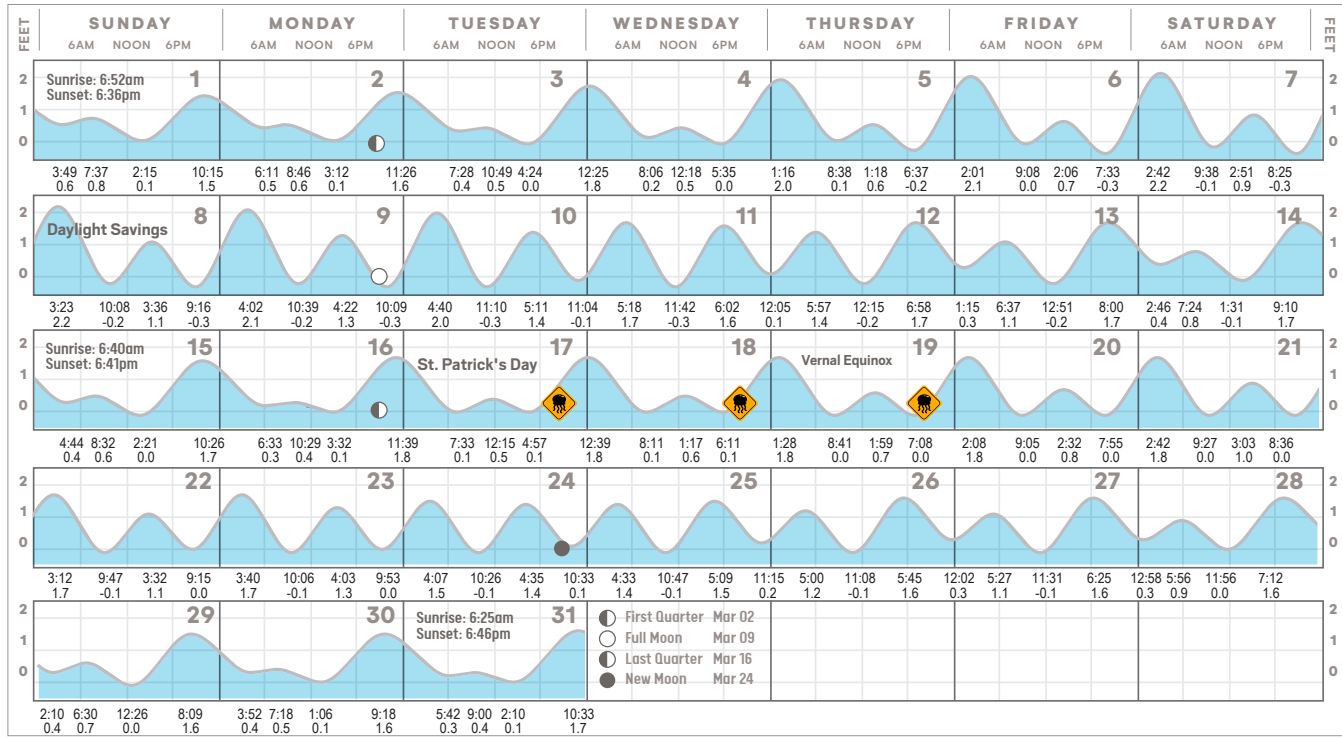 FEET SUNDAY MONDAY TUESDAY WEDNESDAY THURSDAY FRIDAY SATURDAY FEET
6AM NOON 6PM 6AM NOON 6PM 6AM NOON 6PM 6AM NOON 6PM 6AM NOON 6PM 6AM NOON 6PM 6AM NOON 6PM
2 Sunrise: 6:52am 1 2 3 4 5 6 7 2
Sunset: 6:36pm
1 1
0 0
3:49 7:37 2:15 10:15 6:11 8:46 3:12 11:26 7:28 10:49 4:24 12:25 8:06 12:18 5:35 1:16 8:38 1:18 6:37 2:01 9:08 2:06 7:33 2:42 9:38 2:51 8:25
0.6 0.8 0.1 1.5 0.5 0.6 0.1 1.6 0.4 0.5 0.0 1.8 0.2 0.5 0.0 2.0 0.1 0.6 -0.2 2.1 0.0 0.7 -0.3 2.2 -0.1 0.9 -0.3
2 8 9 10 11 12 13 14 2
Daylight Savings
1 1
0 0
3:23 10:08 3:36 9:16 4:02 10:39 4:22 10:09 4:40 11:10 5:11 11:04 5:18 11:42 6:02 12:05 5:57 12:15 6:58 1:15 6:37 12:51 8:00 2:46 7:24 1:31 9:10
2.2 -0.2 1.1 -0.3 2.1 -0.2 1.3 -0.3 2.0 -0.3 1.4 -0.1 1.7 -0.3 1.6 0.1 1.4 -0.2 1.7 0.3 1.1 -0.2 1.7 0.4 0.8 -0.1 1.7
2 Sunrise: 6:40am 15 16 17 18 19 20 21 2
Sunset: 6:41pm St. Patrick's Day Vernal Equinox
1 1
0 0
4:44 8:32 2:21 10:26 6:33 10:29 3:32 11:39 7:33 12:15 4:57 12:39 8:11 1:17 6:11 1:28 8:41 1:59 7:08 2:08 9:05 2:32 7:55 2:42 9:27 3:03 8:36
0.4 0.6 0.0 1.7 0.3 0.4 0.1 1.8 0.1 0.5 0.1 1.8 0.1 0.6 0.1 1.8 0.0 0.7 0.0 1.8 0.0 0.8 0.0 1.8 0.0 1.0 0.0
2 22 23 24 25 26 27 28 2
1 1
0 0
3:12 9:47 3:32 9:15 3:40 10:06 4:03 9:53 4:07 10:26 4:35 10:33 4:33 10:47 5:09 11:15 5:00 11:08 5:45 12:02 5:27 11:31 6:25 12:58 5:56 11:56 7:12
1.7 -0.1 1.1 0.0 1.7 -0.1 1.3 0.0 1.5 -0.1 1.4 0.1 1.4 -0.1 1.5 0.2 1.2 -0.1 1.6 0.3 1.1 -0.1 1.6 0.3 0.9 0.0 1.6
2 29 30 Sunrise: 6:25am 31 First Quarter Mar 02 2
Sunset: 6:46pm Full Moon Mar 09
1 Last Quarter Mar 16 1
0 New Moon Mar 24 0
2:10 6:30 12:26 8:09 3:52 7:18 1:06 9:18 5:42 9:00 2:10 10:33
0.4 0.7 0.0 1.6 0.4 0.5 0.1 1.6 0.3 0.4 0.1 1.7